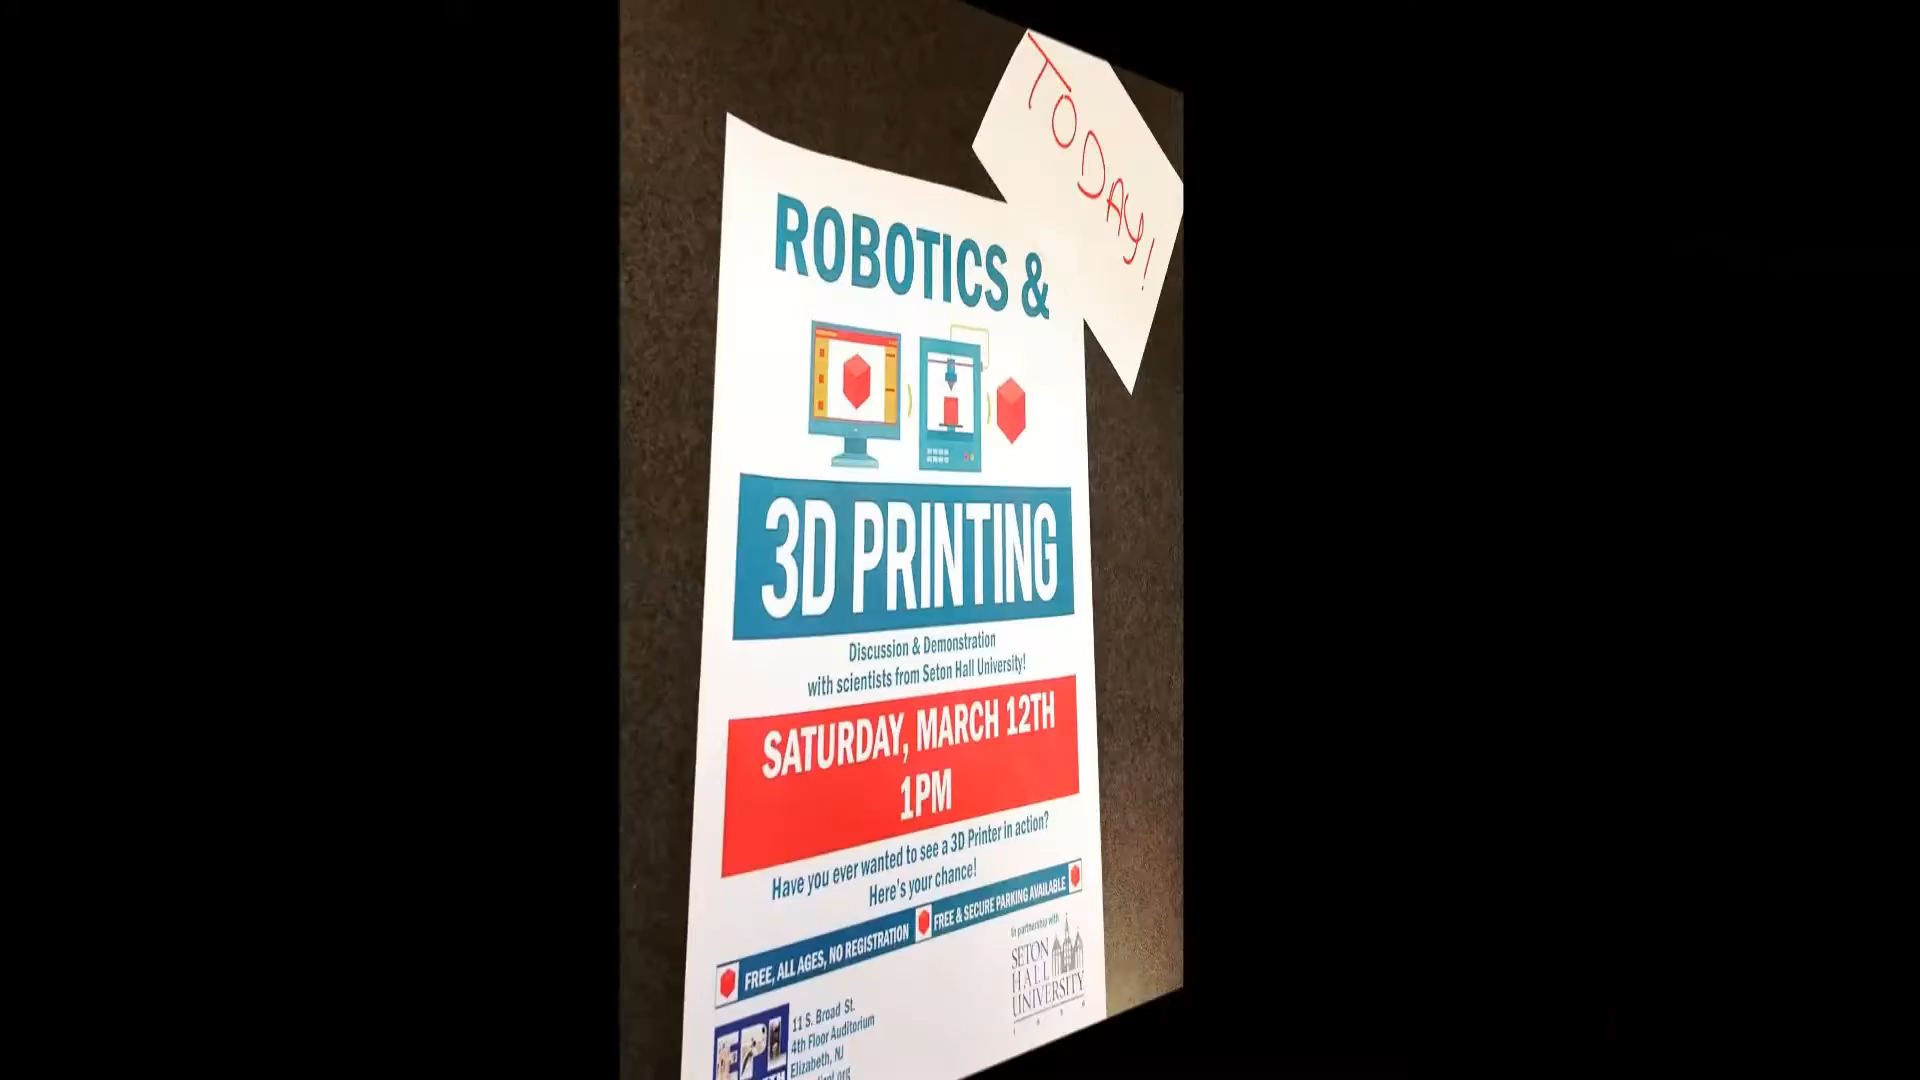 TODAY!
ROBOTICS &
3D PRINTING
Discussion & Demonstration
with scientists from Seton Hall University!
SATURDAY, MARCH 12TH
1PM
Have you ever wanted to see a 3D Printer in action?
Here's your chance!
FREE, ALL AGES, NO REGISTRATION FREE & SECURE PARKING AVAILABLE
In partnership with
SETON
HALL
UNIVERSITY
EPL
11 S. Broad St.
4th Floor Auditorium
Elizabeth, NJ